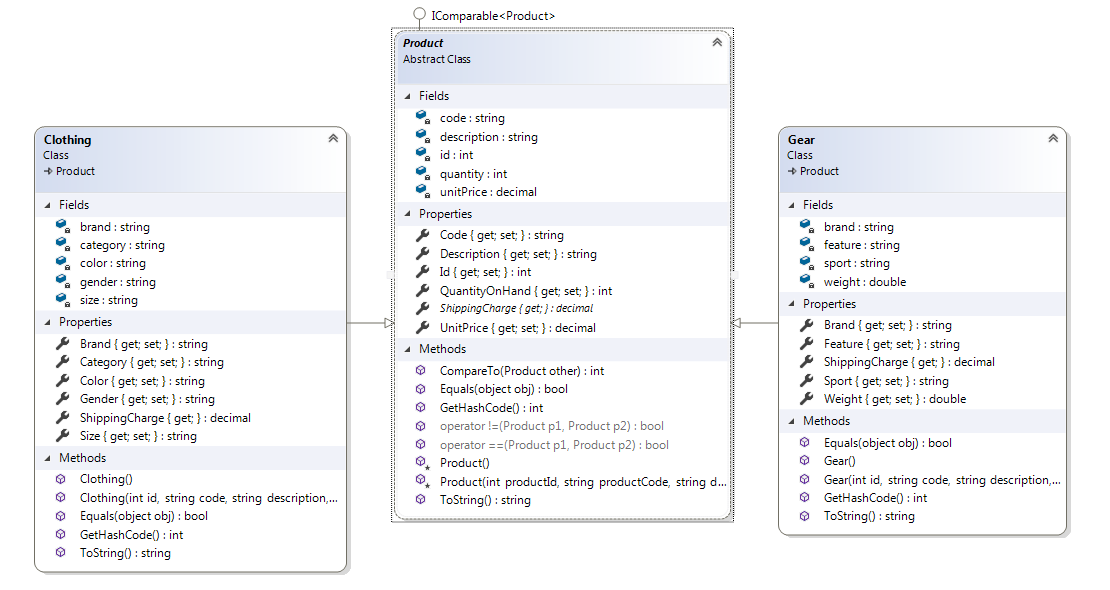 IComparable<Product>
Product
Abstract Class
Fields
code : string
description : string
id : int
quantity : int
unitPrice : decimal
Properties
Code { get; set; } : string
Description { get; set; } : string
Id { get; set; } : int
QuantityOnHand { get; set; } : int
ShippingCharge { get; } : decimal
UnitPrice { get; set; } : decimal
Methods
CompareTo(Product other) : int
Equals(object obj) : bool
GetHashCode() : int
operator !=(Product p1, Product p2) : bool
operator ==(Product p1, Product p2) : bool
Product()
Product(int productId, string productCode, string d...
ToString() : string
Clothing
Class
Product
Fields
brand : string
category : string
color : string
gender : string
size : string
Properties
Brand { get; set; } : string
Category { get; set; } : string
Color { get; set; } : string
Gender { get; set; } : string
ShippingCharge { get; } : decimal
Size { get; set; } : string
Methods
Clothing()
Clothing(int id, string code, string description,...
Equals(object obj) : bool
GetHashCode() : int
ToString() : string
Gear
Class
Product
Fields
brand : string
feature : string
sport : string
weight : double
Properties
Brand { get; set; } : string
Feature { get; set; } : string
ShippingCharge { get; } : decimal
Sport { get; set; } : string
Weight { get; set; } : double
Methods
Equals(object obj) : bool
Gear()
Gear(int id, string code, string description,...
GetHashCode() : int
ToString() : string